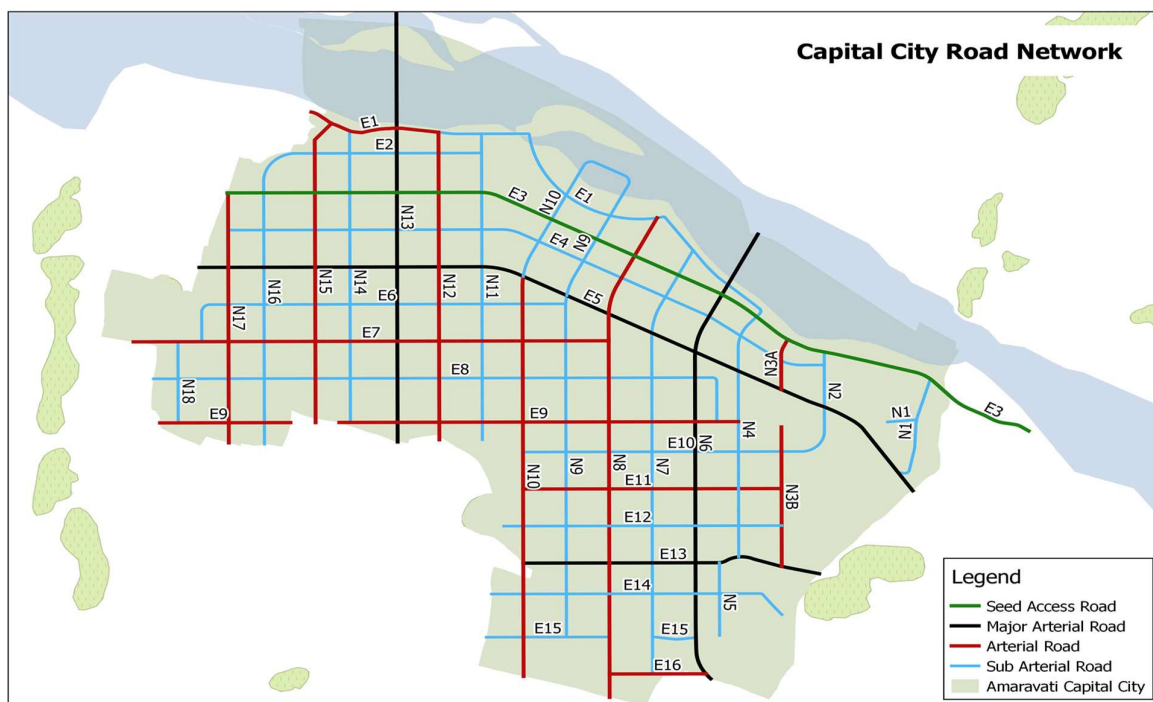 Capital City Road Network
E1
E2
E3
N10
E1
N13
E4
N9
N16
N15
N14
E6
N12
N11
E5
N17
E7
N3A
E8
N18
N2
E9
E9
N1
N1
E3
N4
E10
N6
N10
N9
N8
N7
E11
N3B
E12
E13
E14
N5
E15
E15
E16
Legend
Seed Access Road
Major Arterial Road
Arterial Road
Sub Arterial Road
Amaravati Capital City